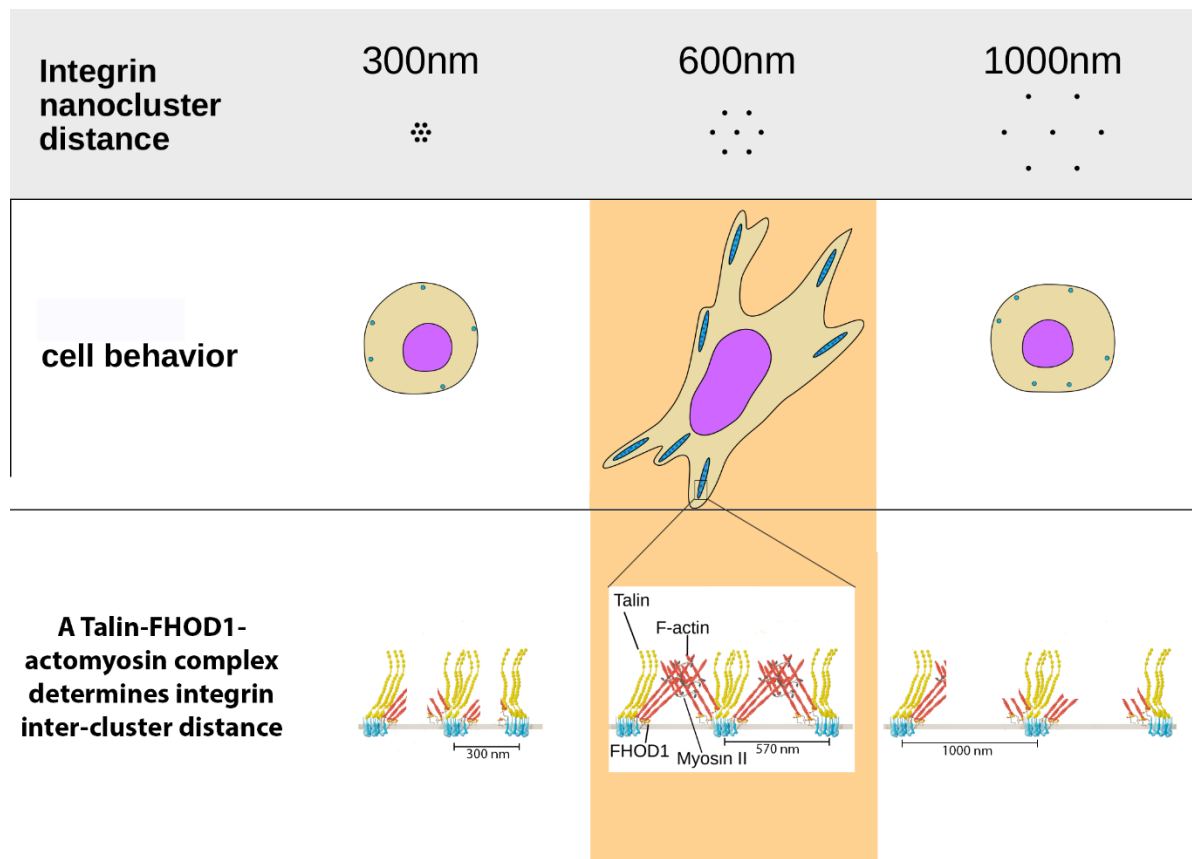 Integrin
nanocluster
distance
300nm
600nm
1000nm
cell behavior
A Talin-FHOD1-
actomyosin complex
determines integrin
inter-cluster distance
300 nm
Talin
F-actin
FHOD1
Myosin II
570 nm
1000 nm